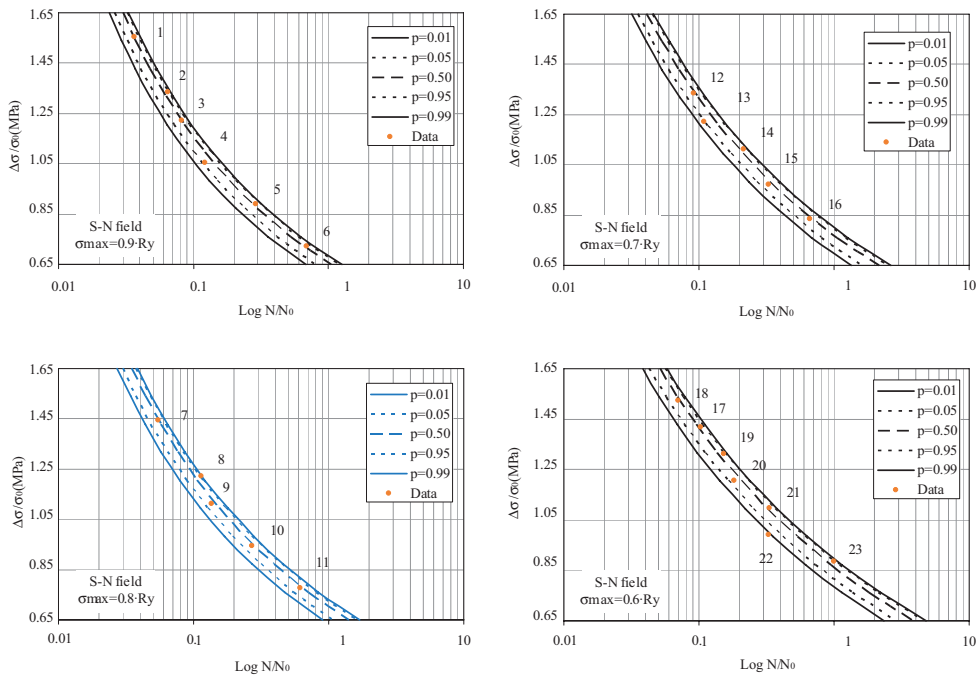 1.65
1.45
1.25
1.05
0.85
0.65
Δσ/σ0(MPa)
1
2
3
4
5
6
p=0.01
p=0.05
p=0.50
p=0.95
p=0.99
Data
S-N field
σmax=0.9·Ry
0.01
0.1
1
10
Log N/N0
1.65
1.45
1.25
1.05
0.85
0.65
Δσ/σ0(MPa)
12
13
14
15
16
p=0.01
p=0.05
p=0.50
p=0.95
p=0.99
Data
S-N field
σmax=0.7·Ry
0.01
0.1
1
10
Log N/N0
1.65
1.45
1.25
1.05
0.85
0.65
Δσ/σ0(MPa)
7
8
9
10
11
p=0.01
p=0.05
p=0.50
p=0.95
p=0.99
Data
S-N field
σmax=0.8·Ry
0.01
0.1
1
10
Log N/N0
1.65
1.45
1.25
1.05
0.85
0.65
Δσ/σ0(MPa)
18
17
19
20
21
22
23
p=0.01
p=0.05
p=0.50
p=0.95
p=0.99
Data
S-N field
σmax=0.6·Ry
0.01
0.1
1
10
Log N/N0